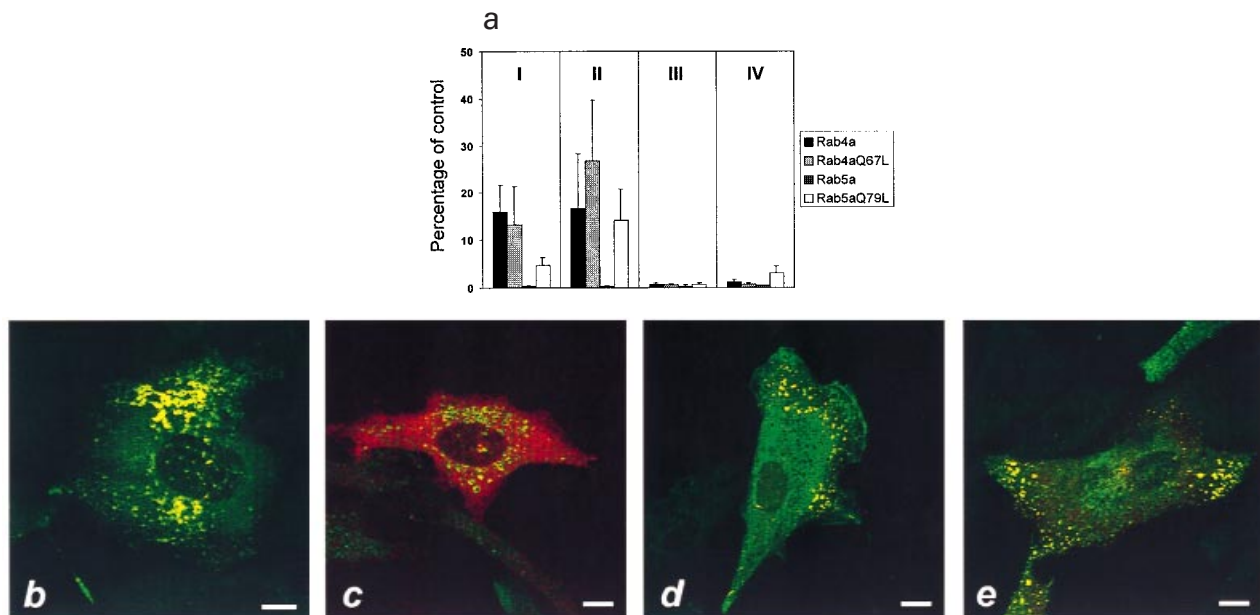 a
50
40
30
20
10
0
Percentage of control
I
II
III
IV
Rab4a
Rab4aQ67L
Rab5a
Rab5aQ79L
b
c
d
e